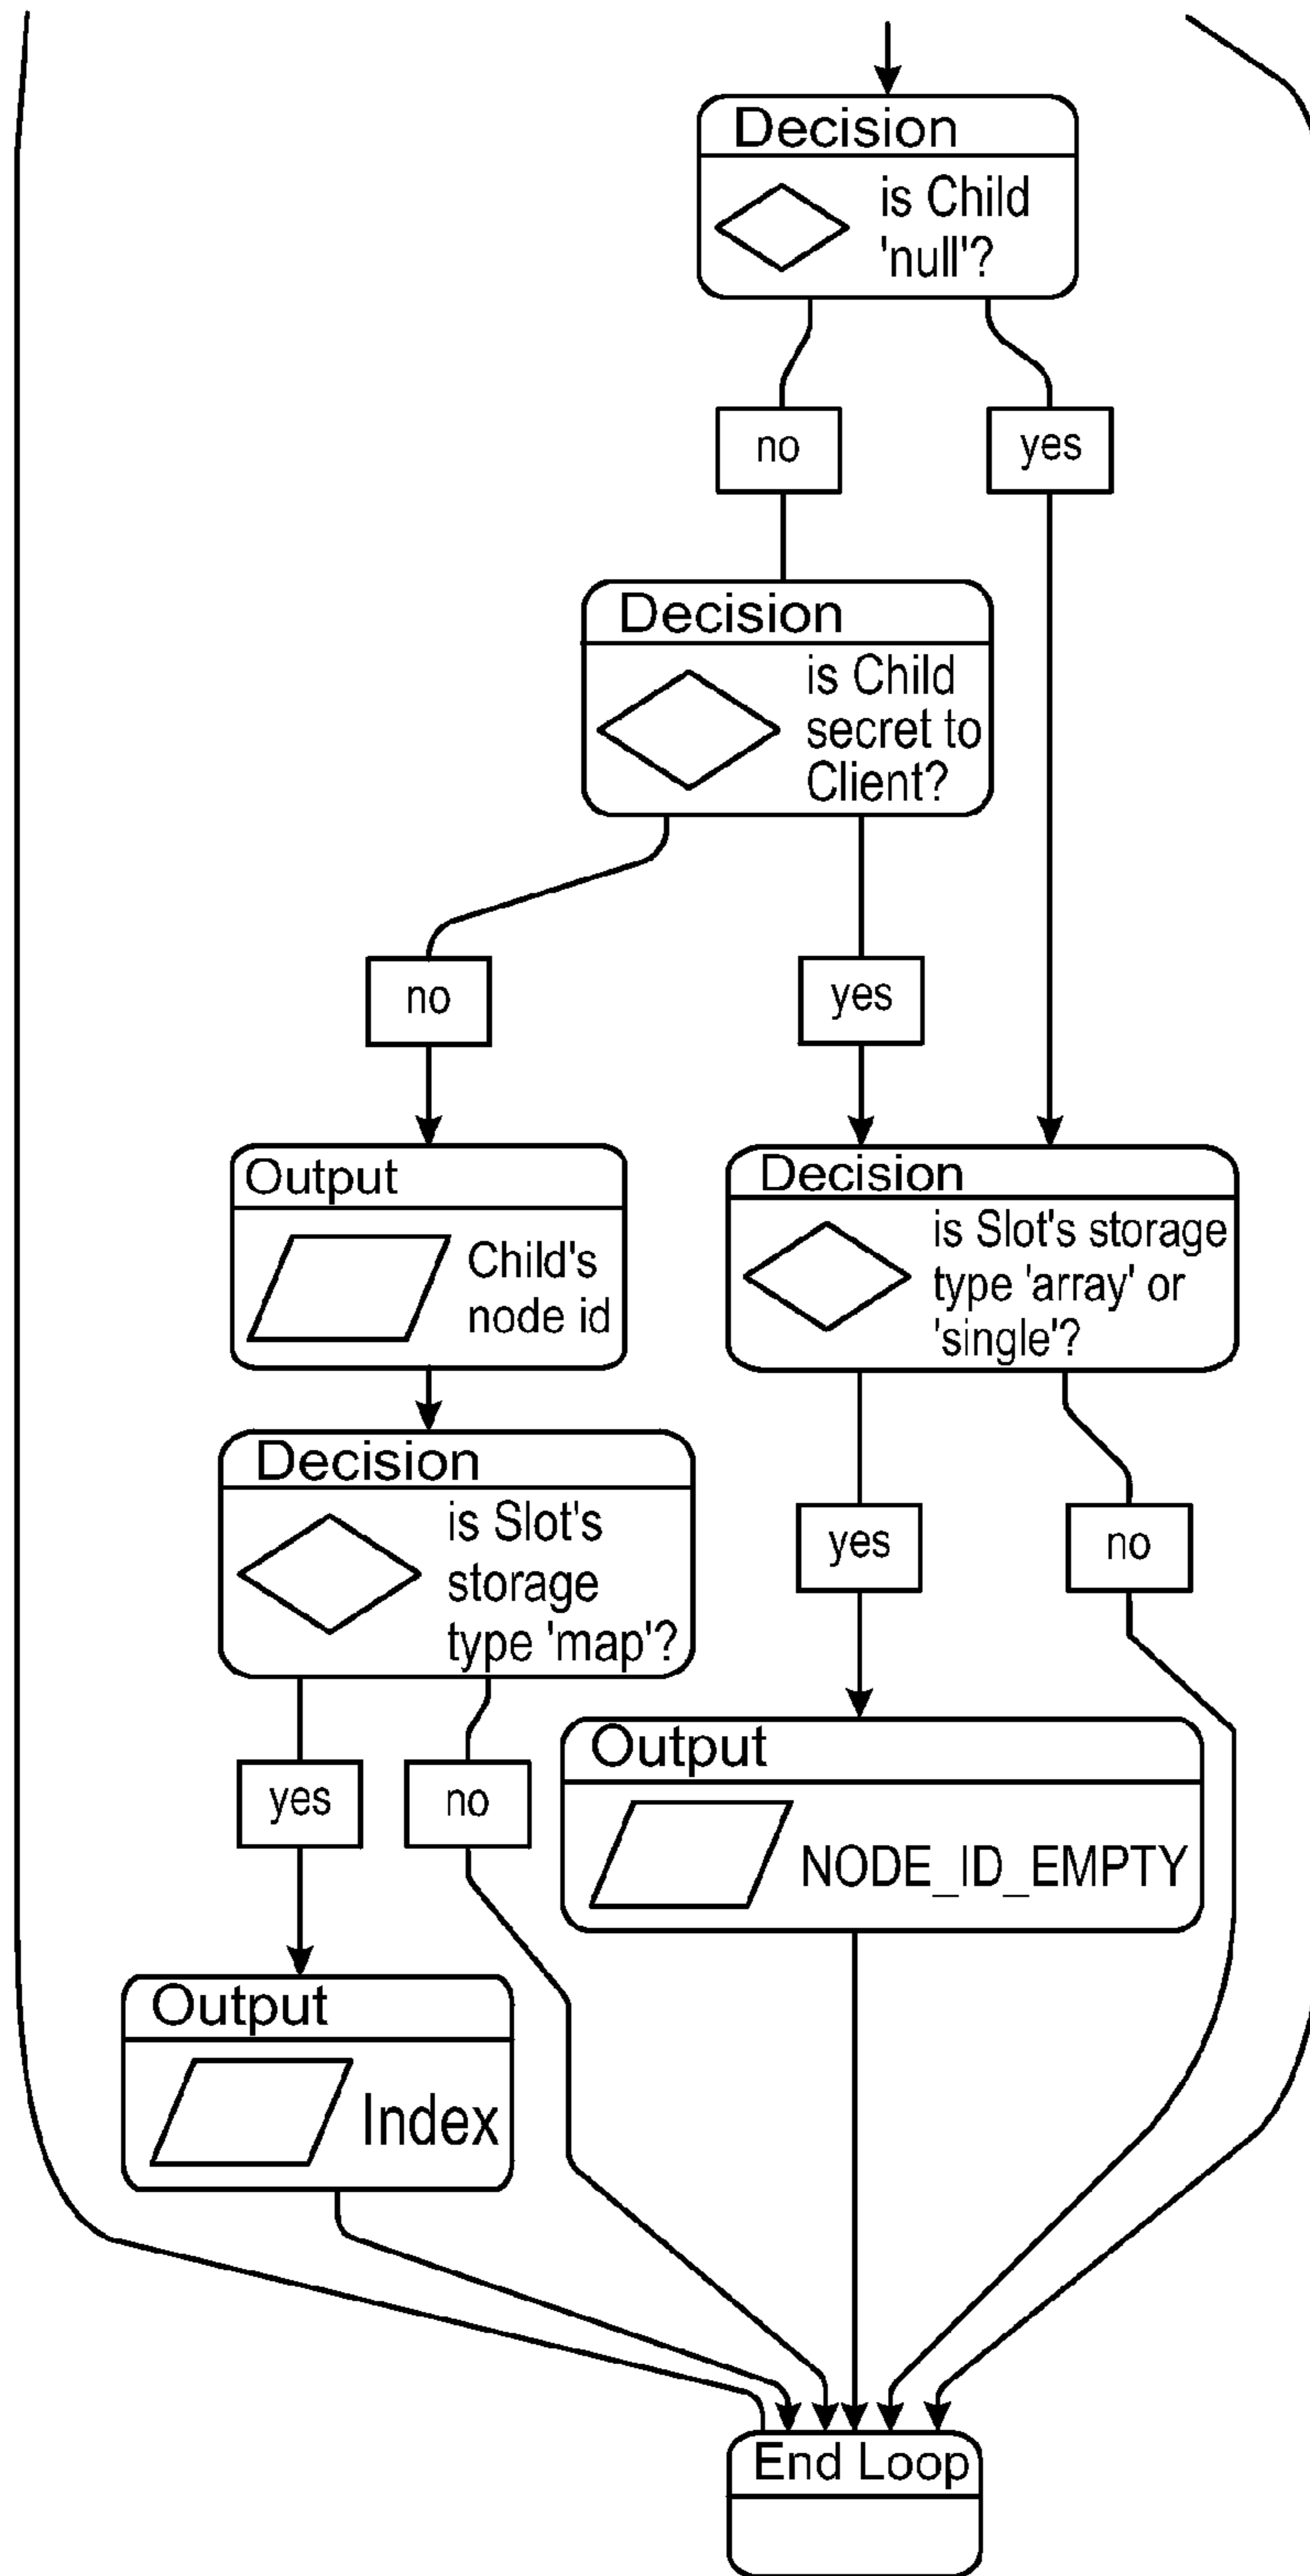 Decision
is Child
'null'?
no
yes
Decision
is Child
secret to
Client?
no
yes
Output
Child's
node id
Decision
is Slot's storage
type 'array' or
'single'?
Decision
is Slot's
storage
type 'map'?
yes
no
yes
no
Output
NODE_ID_EMPTY
Output
Index
End Loop